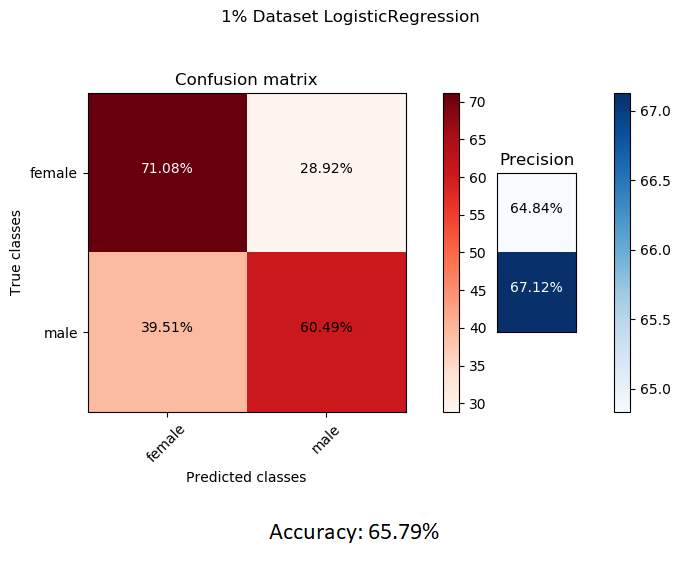 1% Dataset LogisticRegression
Confusion matrix
True classes
female
male
71.08%
28.92%
39.51%
60.49%
female
male
Predicted classes
70
65
60
55
50
45
40
35
30
Precision
64.84%
67.12%
67.0
66.5
66.0
65.5
65.0
Accuracy: 65.79%